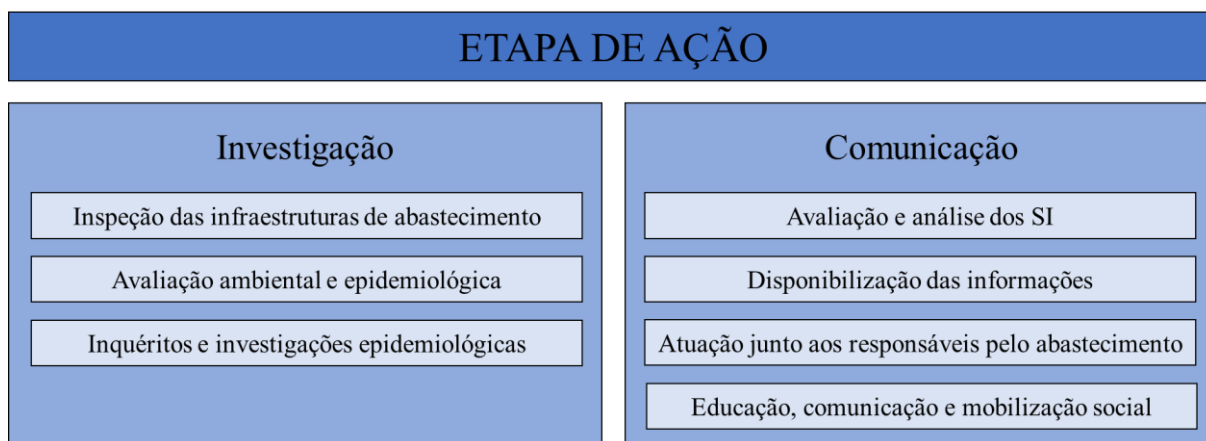 ETAPA DE AÇÃO
Investigação
Inspeção das infraestruturas de abastecimento
Avaliação ambiental e epidemiológica
Inquéritos e investigações epidemiológicas
Comunicação
Avaliação e análise dos SI
Disponibilização das informações
Atuação junto aos responsáveis pelo abastecimento
Educação, comunicação e mobilização social